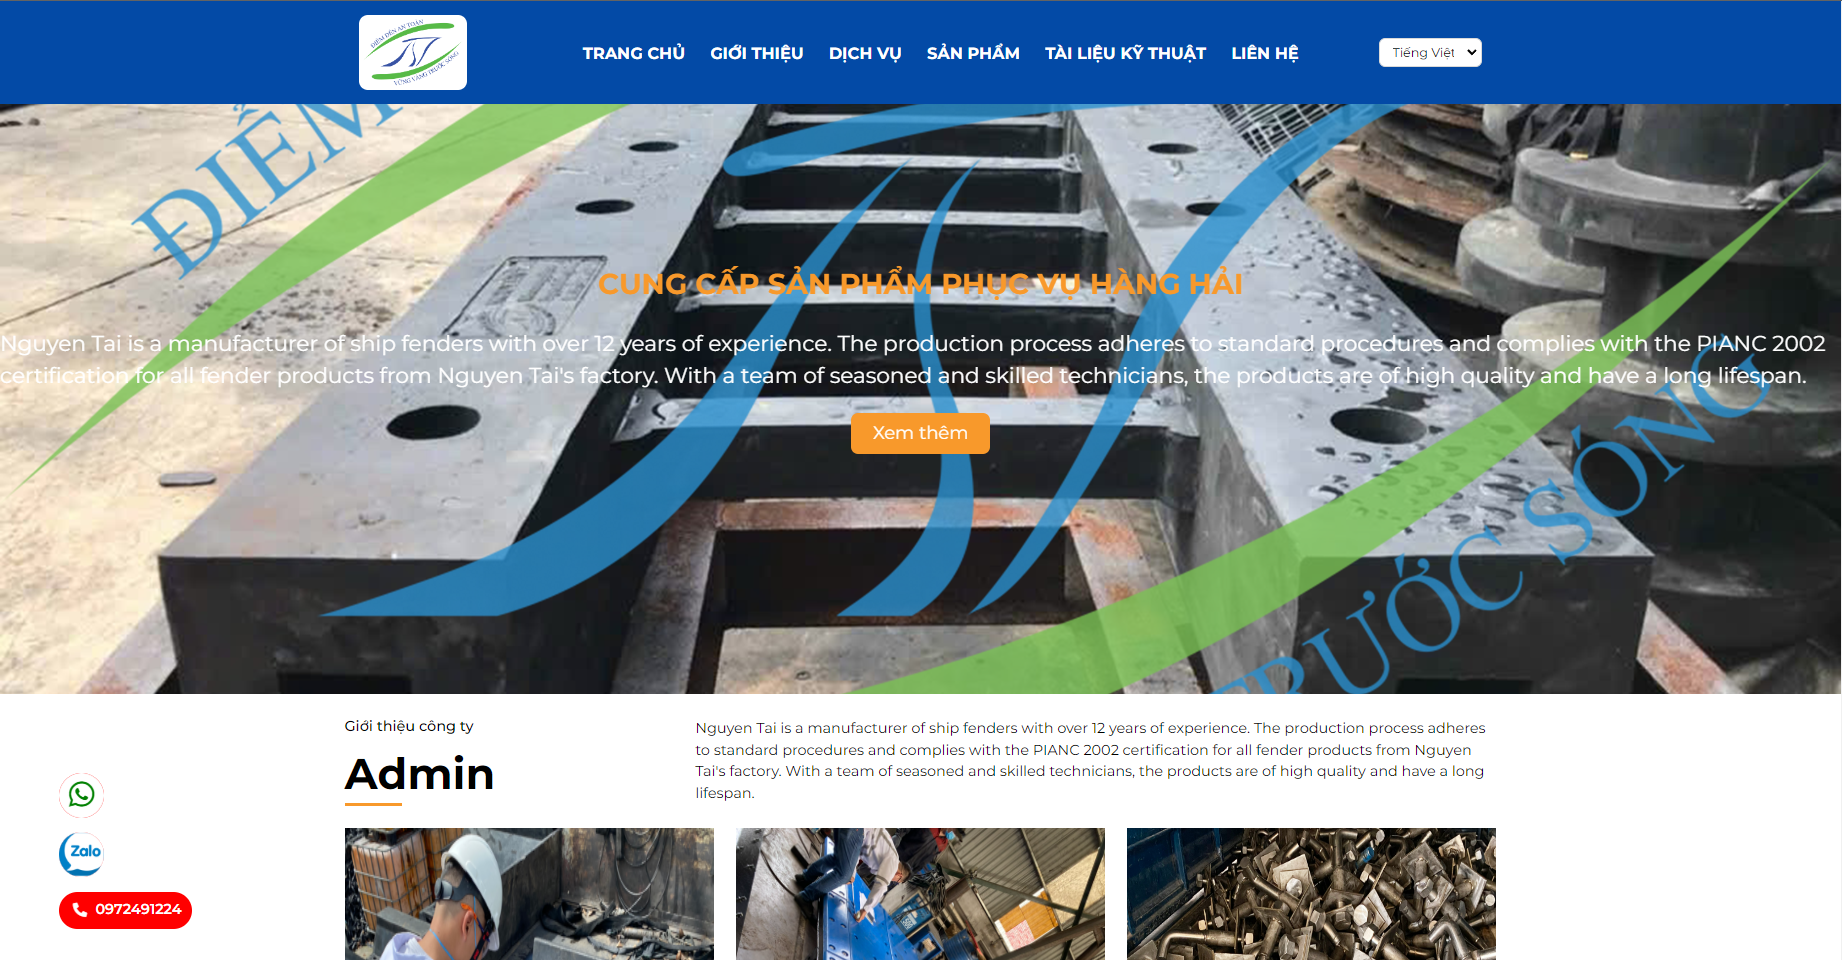 ĐIỂM ĐẾN AN TOÀN
VỮNG VÀNG TRƯỚC SÓNG
TRANG CHỦ GIỚI THIỆU DỊCH VỤ SẢN PHẨM TÀI LIỆU KỸ THUẬT LIÊN HỆ
Tiếng Việt
ĐIỂM
CUNG CẤP SẢN PHẨM PHỤC VỤ HÀNG HẢI
Nguyen Tai is a manufacturer of ship fenders with over 12 years of experience. The production process adheres to standard procedures and complies with the PIANC 2002
certification for all fender products from Nguyen Tai's factory. With a team of seasoned and skilled technicians, the products are of high quality and have a long lifespan.
Xem thêm
TRƯỚC SÓNG
Giới thiệu công ty
Admin
Nguyen Tai is a manufacturer of ship fenders with over 12 years of experience. The production process adheres
to standard procedures and complies with the PIANC 2002 certification for all fender products from Nguyen
Tai's factory. With a team of seasoned and skilled technicians, the products are of high quality and have a long
lifespan.
Zalo
0972491224